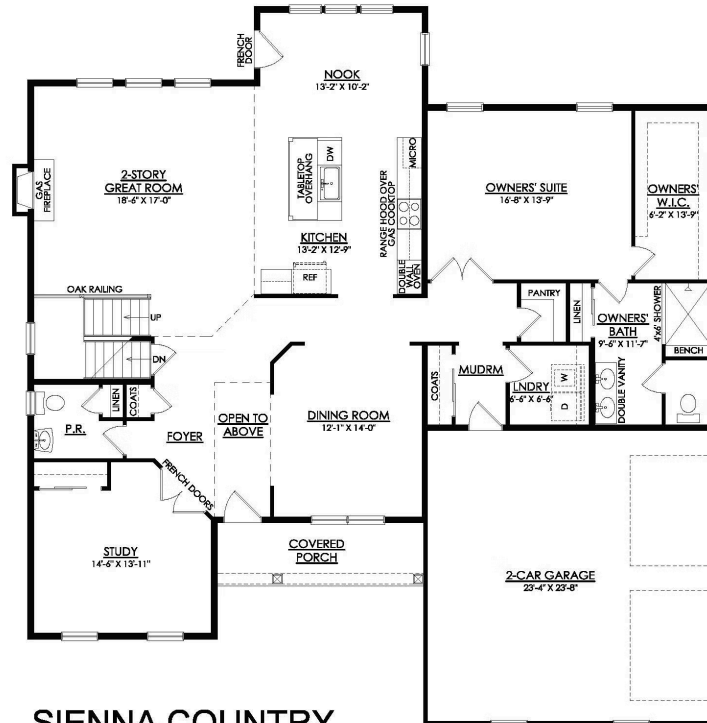 FRENCH
DOOR
NOOK
13'-2" X 10'-2"
2-STORY
GREAT ROOM
18'-6" X 17'-0"
GAS
FIREPLACE
TABLETOP
OVERHANG
DW
MICRO
RANGE HOOD OVER
GAS COOKTOP
KITCHEN
13'-2" X 12'-9"
REF
DOUBLE
WALL
OVEN
OWNERS' SUITE
16'-8" X 13'-9"
OWNERS'
W.I.C.
6'-2" X 13'-9"
OAK RAILING
UP
DN
PANTRY
LINEN
OWNERS'
BATH
9'-6" X 11'-7"
4'x6' SHOWER
BENCH
DOUBLE VANITY
COATS
MUDRM
LNDRY
6'-6" X 6'-6"
W
D
LINEN
COATS
P.R.
FOYER
OPEN TO
ABOVE
DINING ROOM
12'-1" X 14'-0"
FRENCH DOORS
STUDY
14'-6" X 13'-11"
COVERED
PORCH
2-CAR GARAGE
23'-4" X 23'-8"
SIENNA COUNTRY